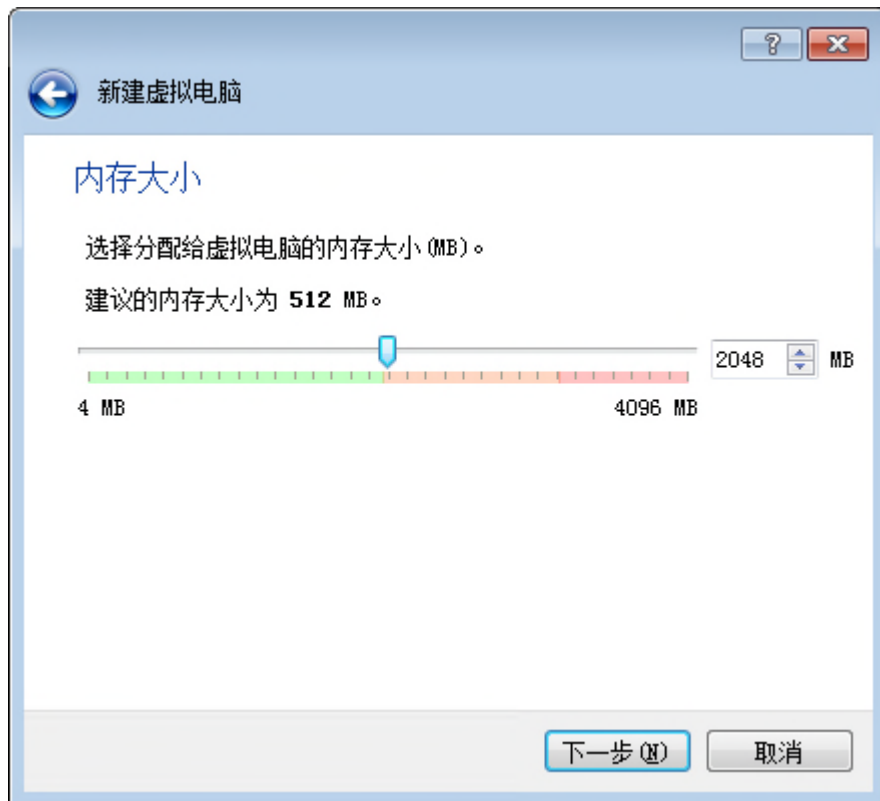 新建虚拟电脑
内存大小
选择分配给虚拟电脑的内存大小(MB)。
建议的内存大小为 512 MB。
2048 MB
4 MB 4096 MB
下一步(N) 取消